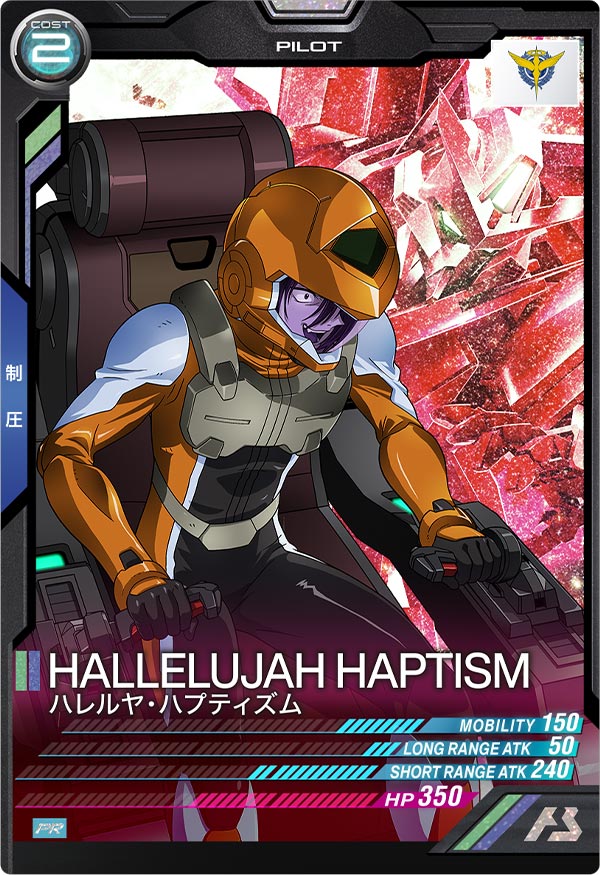 COST
2
PILOT
制圧
HALLELUJAH HAPTISM
ハレルヤ・ハプティズム
MOBILITY 150
LONG RANGE ATK 50
SHORT RANGE ATK 240
HP 350